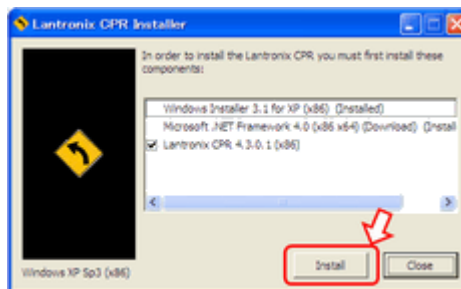 Lantronix CPR Installer
In order to install the Lantronix CPR you must first install these
components:
Windows Installer 3.1 for XP (x86) (Installed)
Microsoft .NET Framework 4.0 (x86 x64) (Download) (Install
Lantronix CPR 4.3.0.1 (x86)
Windows XP Sp3 (x86)
Install
Close